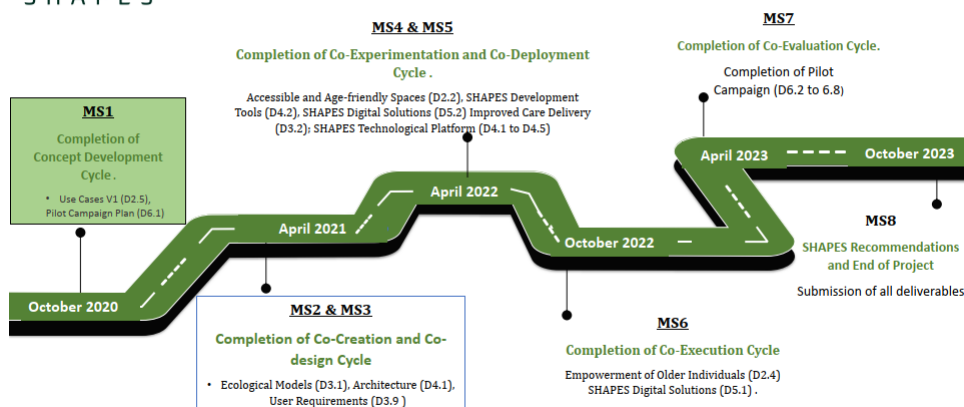 MS4 & MS5
Completion of Co-Experimentation and Co-Deployment
Cycle .
Accessible and Age-friendly Spaces (D2.2), SHAPES Development
Tools (D4.2), SHAPES Digital Solutions (D5.2) Improved Care Delivery
(D3.2); SHAPES Technological Platform (D4.1 to D4.5)
MS7
Completion of Co-Evaluation Cycle.
Completion of Pilot
Campaign (D6.2 to 6.8)
MS1
Completion of
Concept Development
Cycle .
• Use Cases V1 (D2.5),
Pilot Campaign Plan (D6.1)
October 2020
April 2021
April 2022
October 2022
April 2023
October 2023
MS2 & MS3
Completion of Co-Creation and Co-
design Cycle
• Ecological Models (D3.1), Architecture (D4.1),
User Requirements (D3.9 )
MS6
Completion of Co-Execution Cycle
Empowerment of Older Individuals (D2.4)
SHAPES Digital Solutions (D5.1) .
MS8
SHAPES Recommendations
and End of Project
Submission of all deliverables